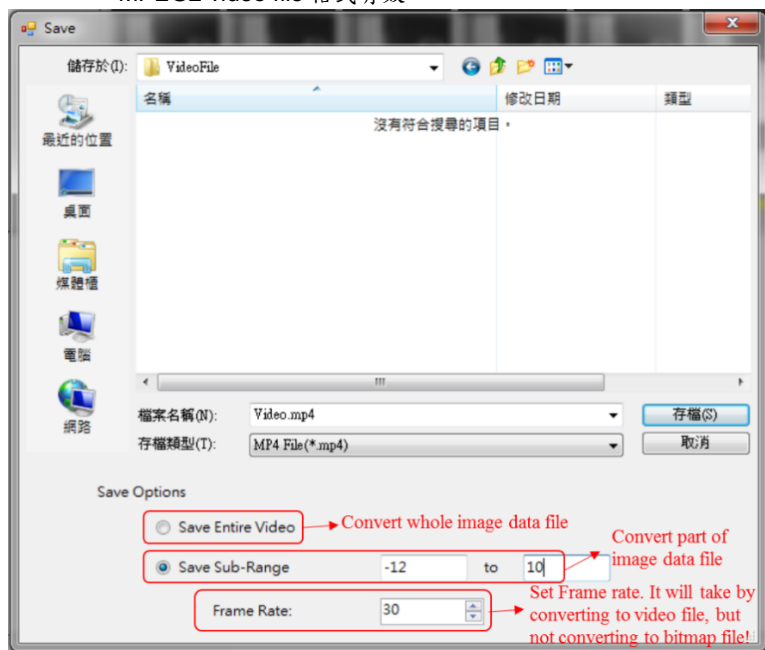 Save
儲存於(I):
VideoFile
名稱
修改日期
類型
沒有符合搜尋的項目。
最近的位置
桌面
媒體櫃
電腦
網路
檔案名稱(N):
Video.mp4
存檔(S)
存檔類型(T):
MP4 File(*.mp4)
取消
Save Options
Save Entire Video
Convert whole image data file
Save Sub-Range
-12
to
10
Convert part of
image data file
Frame Rate:
30
Set Frame rate. It will take by
converting to video file, but
not converting to bitmap file!